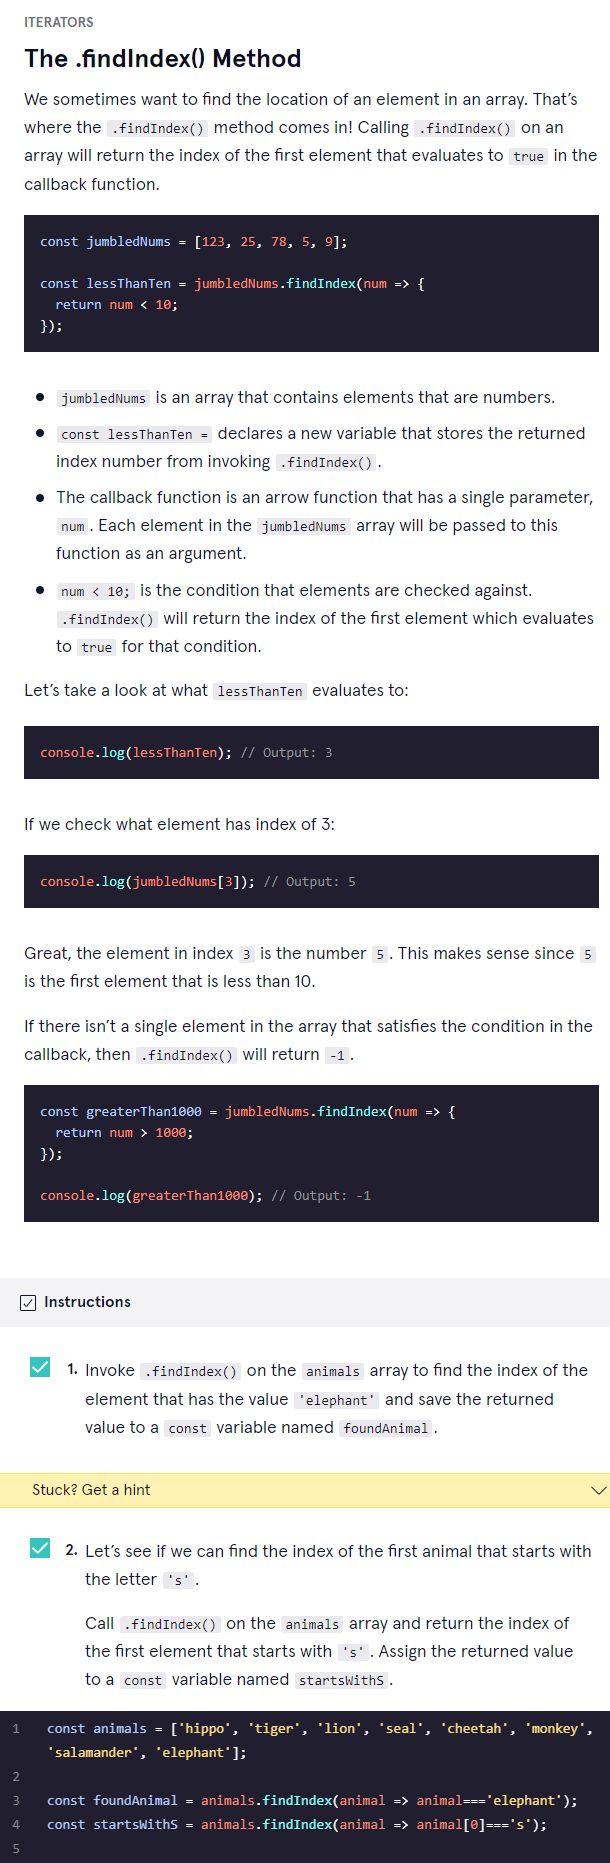 ITERATORS
The .findIndex() Method
We sometimes want to find the location of an element in an array. That's
where the .findIndex() method comes in! Calling .findIndex() on an
array will return the index of the first element that evaluates to true in the
callback function.
const jumbledNums = [123, 25, 78, 5, 9];
const lessThanTen = jumbledNums.findIndex(num => {
  return num < 10;
});
jumbledNums is an array that contains elements that are numbers.
const lessThanTen = declares a new variable that stores the returned
index number from invoking .findIndex().
The callback function is an arrow function that has a single parameter,
num. Each element in the jumbledNums array will be passed to this
function as an argument.
num < 10; is the condition that elements are checked against.
.findIndex() will return the index of the first element which evaluates
to true for that condition.
Let's take a look at what lessThanTen evaluates to:
console.log(lessThanTen); // Output: 3
If we check what element has index of 3:
console.log(jumbledNums[3]); // Output: 5
Great, the element in index 3 is the number 5. This makes sense since 5
is the first element that is less than 10.
If there isn't a single element in the array that satisfies the condition in the
callback, then .findIndex() will return -1.
const greaterThan1000 = jumbledNums.findIndex(num => {
  return num > 1000;
});
console.log(greaterThan1000); // Output: -1
Instructions
1. Invoke .findIndex() on the animals array to find the index of the
element that has the value 'elephant' and save the returned
value to a const variable named foundAnimal.
Stuck? Get a hint
2. Let's see if we can find the index of the first animal that starts with
the letter 's'.
Call .findIndex() on the animals array and return the index of
the first element that starts with 's'. Assign the returned value
to a const variable named startsWithS.
1 const animals = ['hippo', 'tiger', 'lion', 'seal', 'cheetah', 'monkey',
'salamander', 'elephant'];
2
3 const foundAnimal = animals.findIndex(animal => animal==='elephant');
4 const startsWithS = animals.findIndex(animal => animal[0]==='s');
5